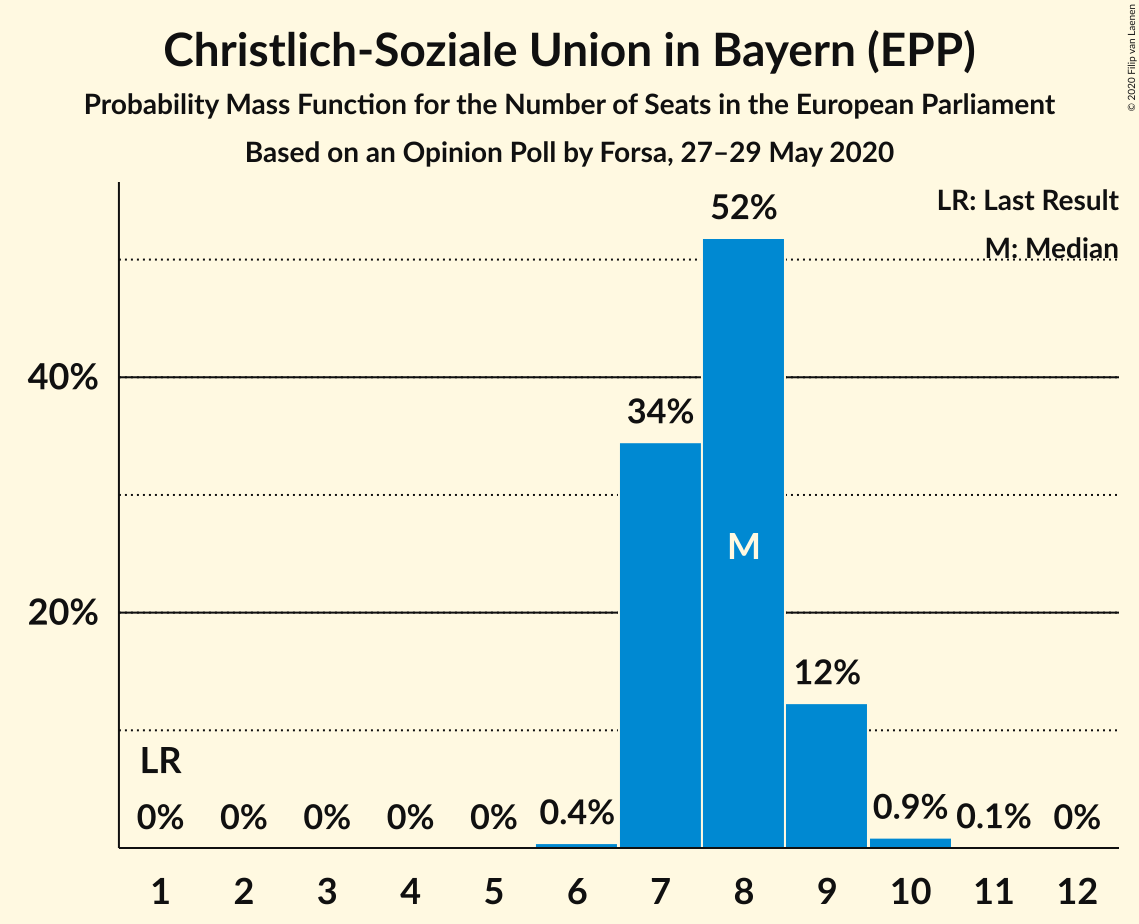 Christlich-Soziale Union in Bayern (EPP)
Probability Mass Function for the Number of Seats in the European Parliament
Based on an Opinion Poll by Forsa, 27–29 May 2020
© 2020 Filip van Laenen
LR: Last Result
M: Median
52%
40%
34%
M
20%
12%
LR
0% 0% 0% 0% 0% 0.4% 0.9% 0.1% 0%
1 2 3 4 5 6 7 8 9 10 11 12